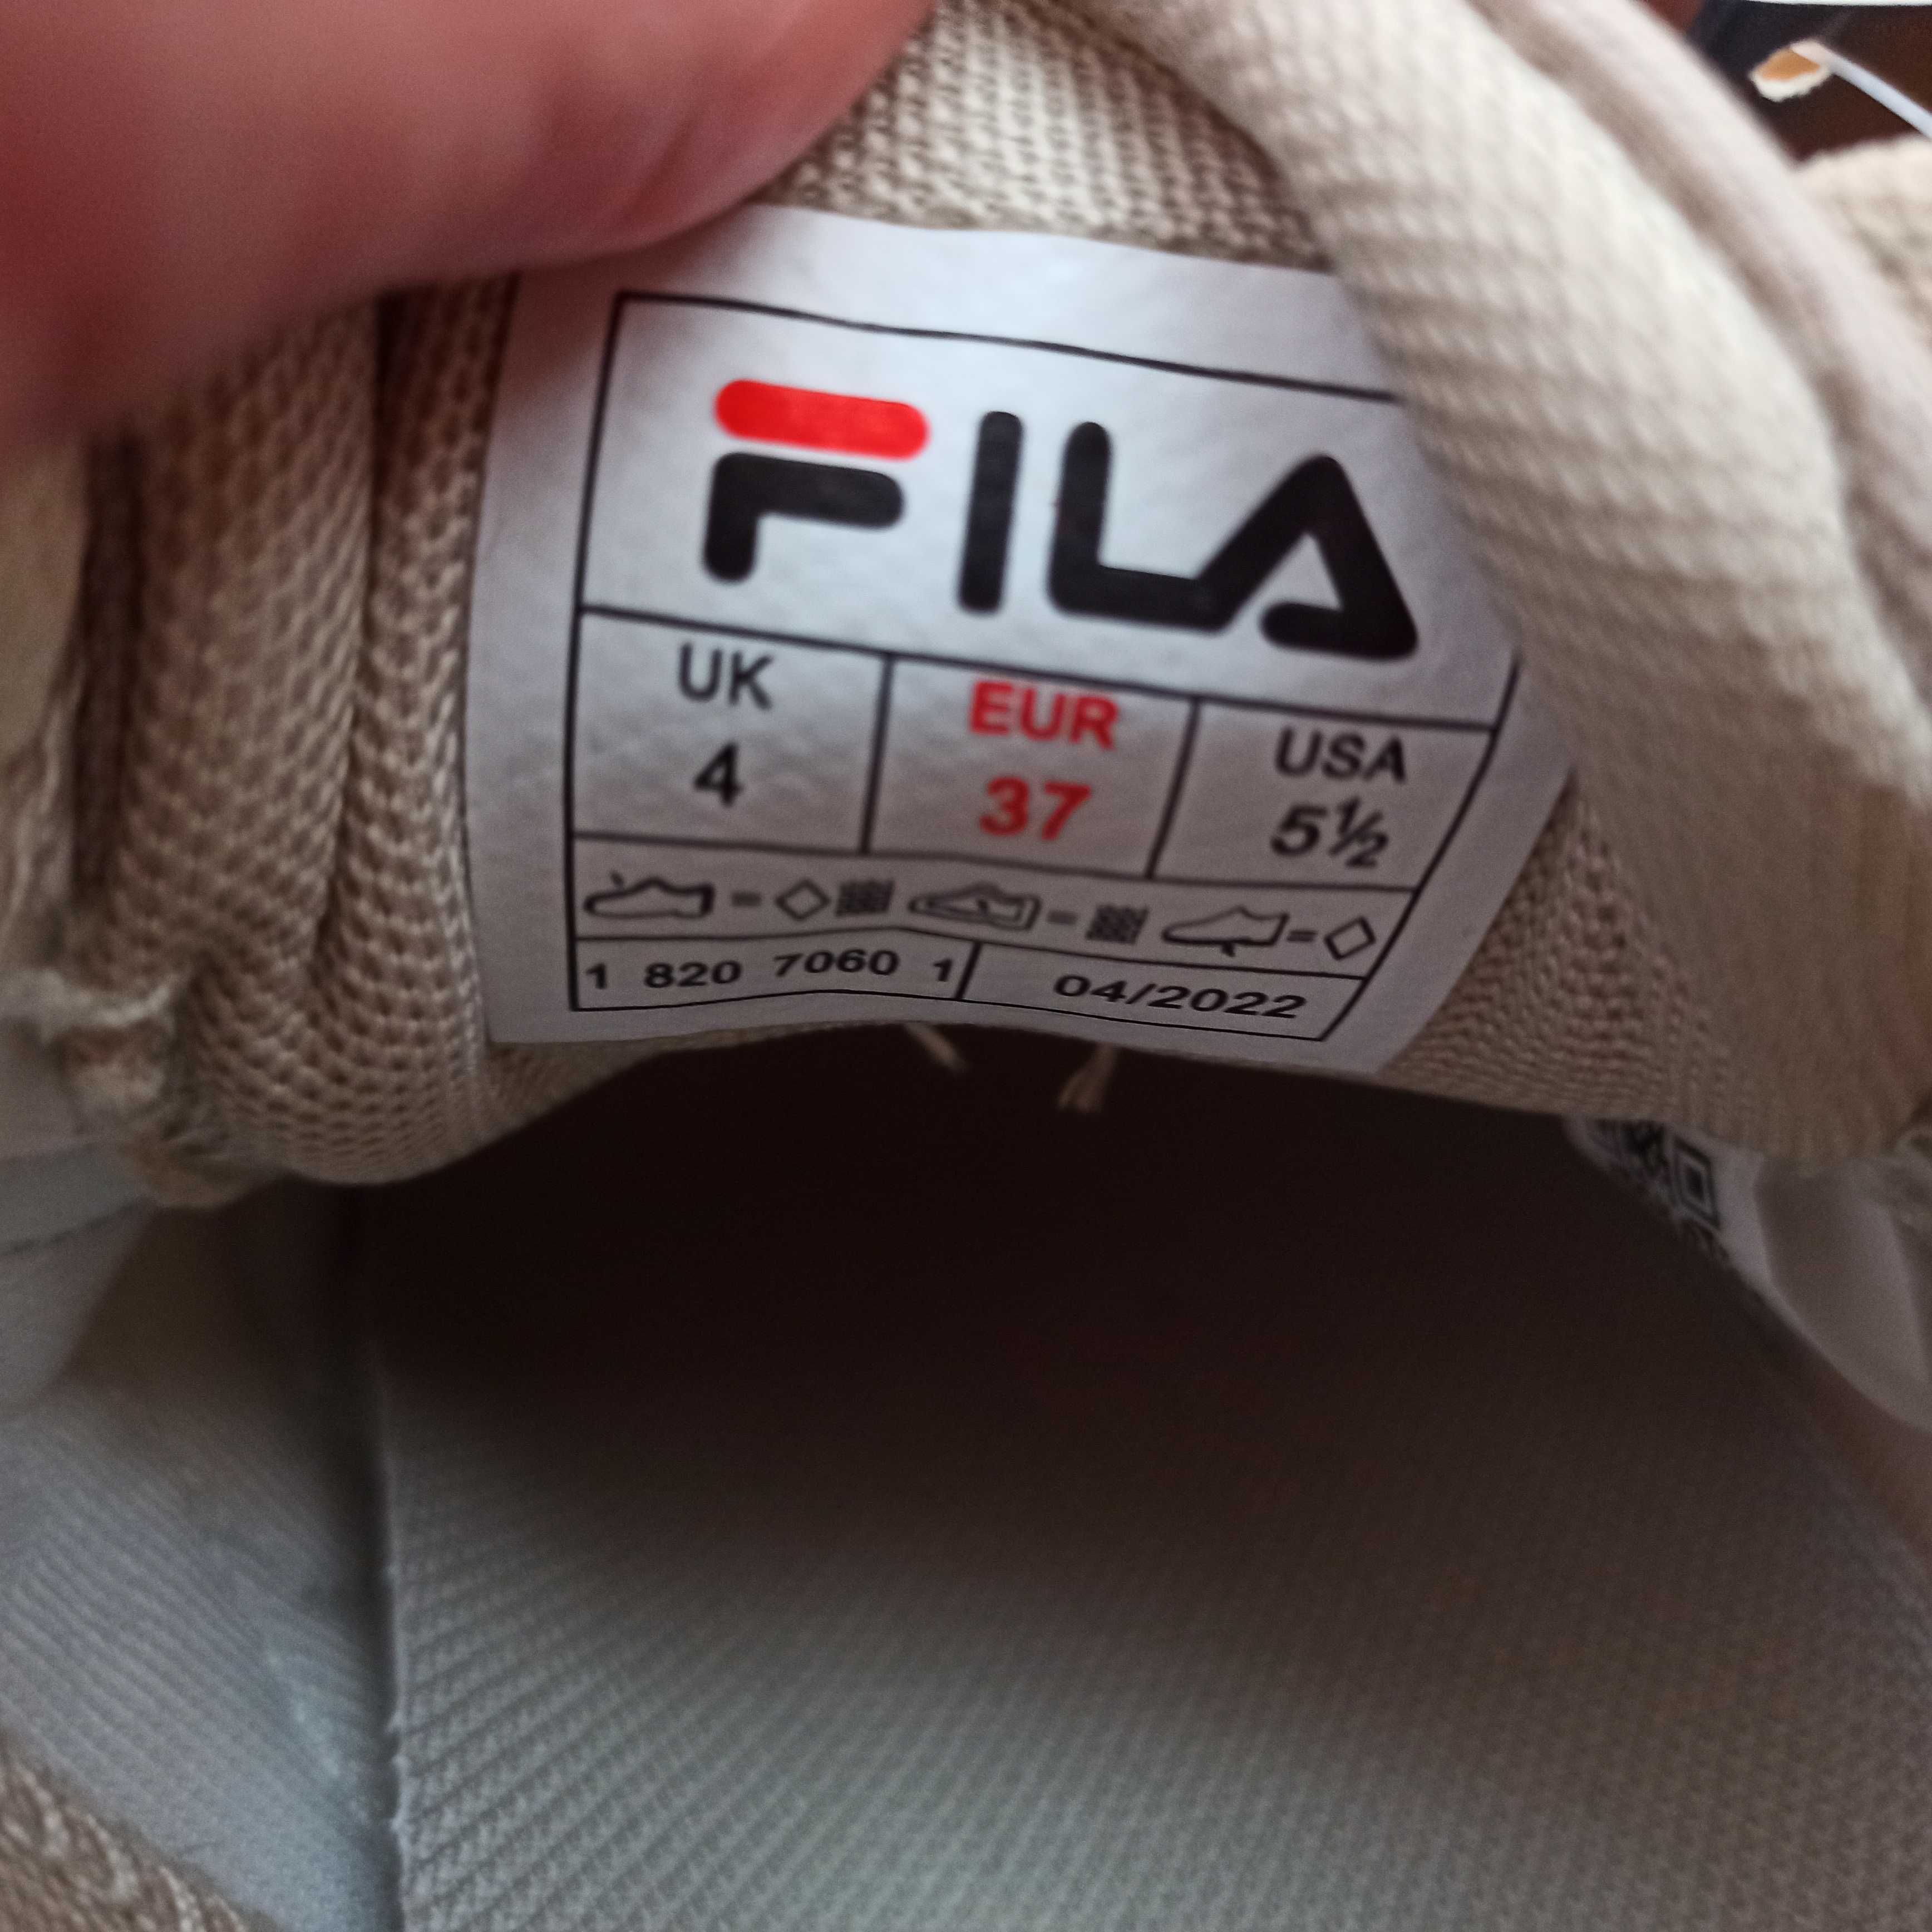 FILA
UK EUR USA
4 37 5½
= = =
1 820 7060 1 04/2022